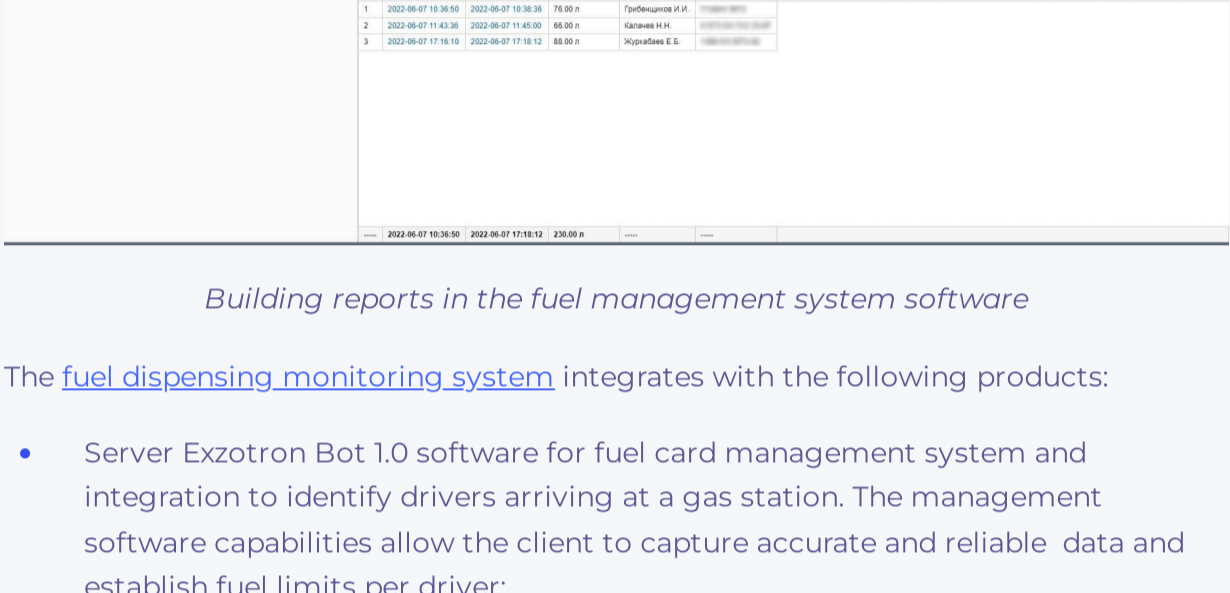 1 2022-06-07 10:36:50 2022-06-07 10:38:36 76.00 л Грибенщиков И.И.
2 2022-06-07 11:43:36 2022-06-07 11:45:00 66.00 л Калачев Н.Н.
3 2022-06-07 17:16:10 2022-06-07 17:18:12 88.00 л Журкабаев Е.Б.
----- 2022-06-07 10:36:50 2022-06-07 17:18:12 230.00 л ----- -----
Building reports in the fuel management system software
The fuel dispensing monitoring system integrates with the following products:
• Server Exzotron Bot 1.0 software for fuel card management system and
integration to identify drivers arriving at a gas station. The management
software capabilities allow the client to capture accurate and reliable data and
establish fuel limits per driver;